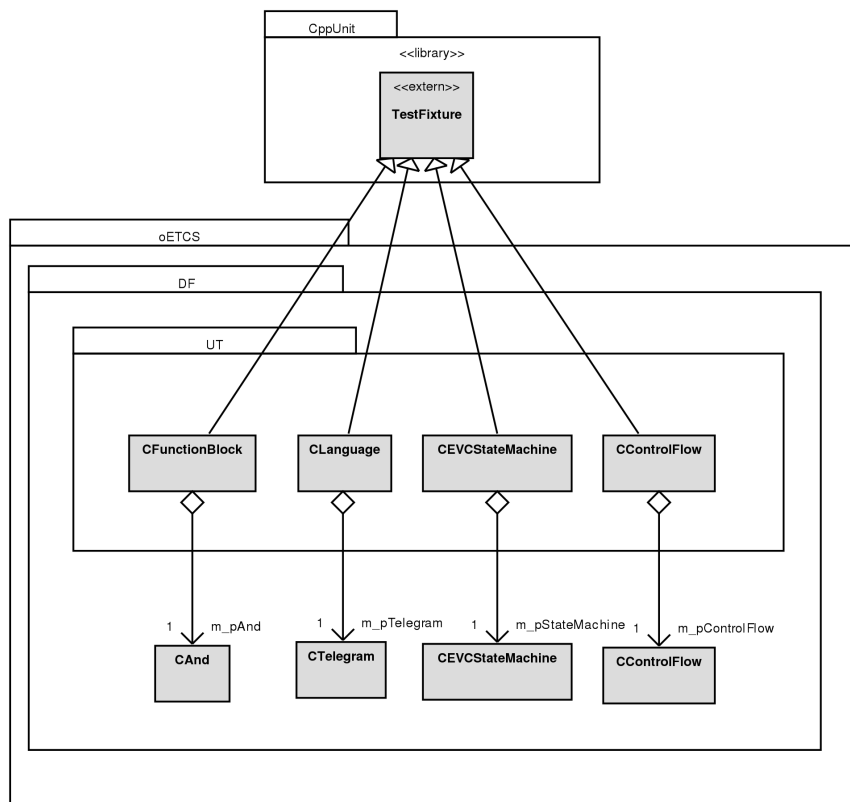 CppUnit
<<library>>
<<extern>>
TestFixture
oETCS
DF
UT
CFunctionBlock
CLanguage
CEVCStateMachine
CControlFlow
1 m_pAnd
1 m_pTelegram
1 m_pStateMachine
1 m_pControlFlow
CAnd
CTelegram
CEVCStateMachine
CControlFlow